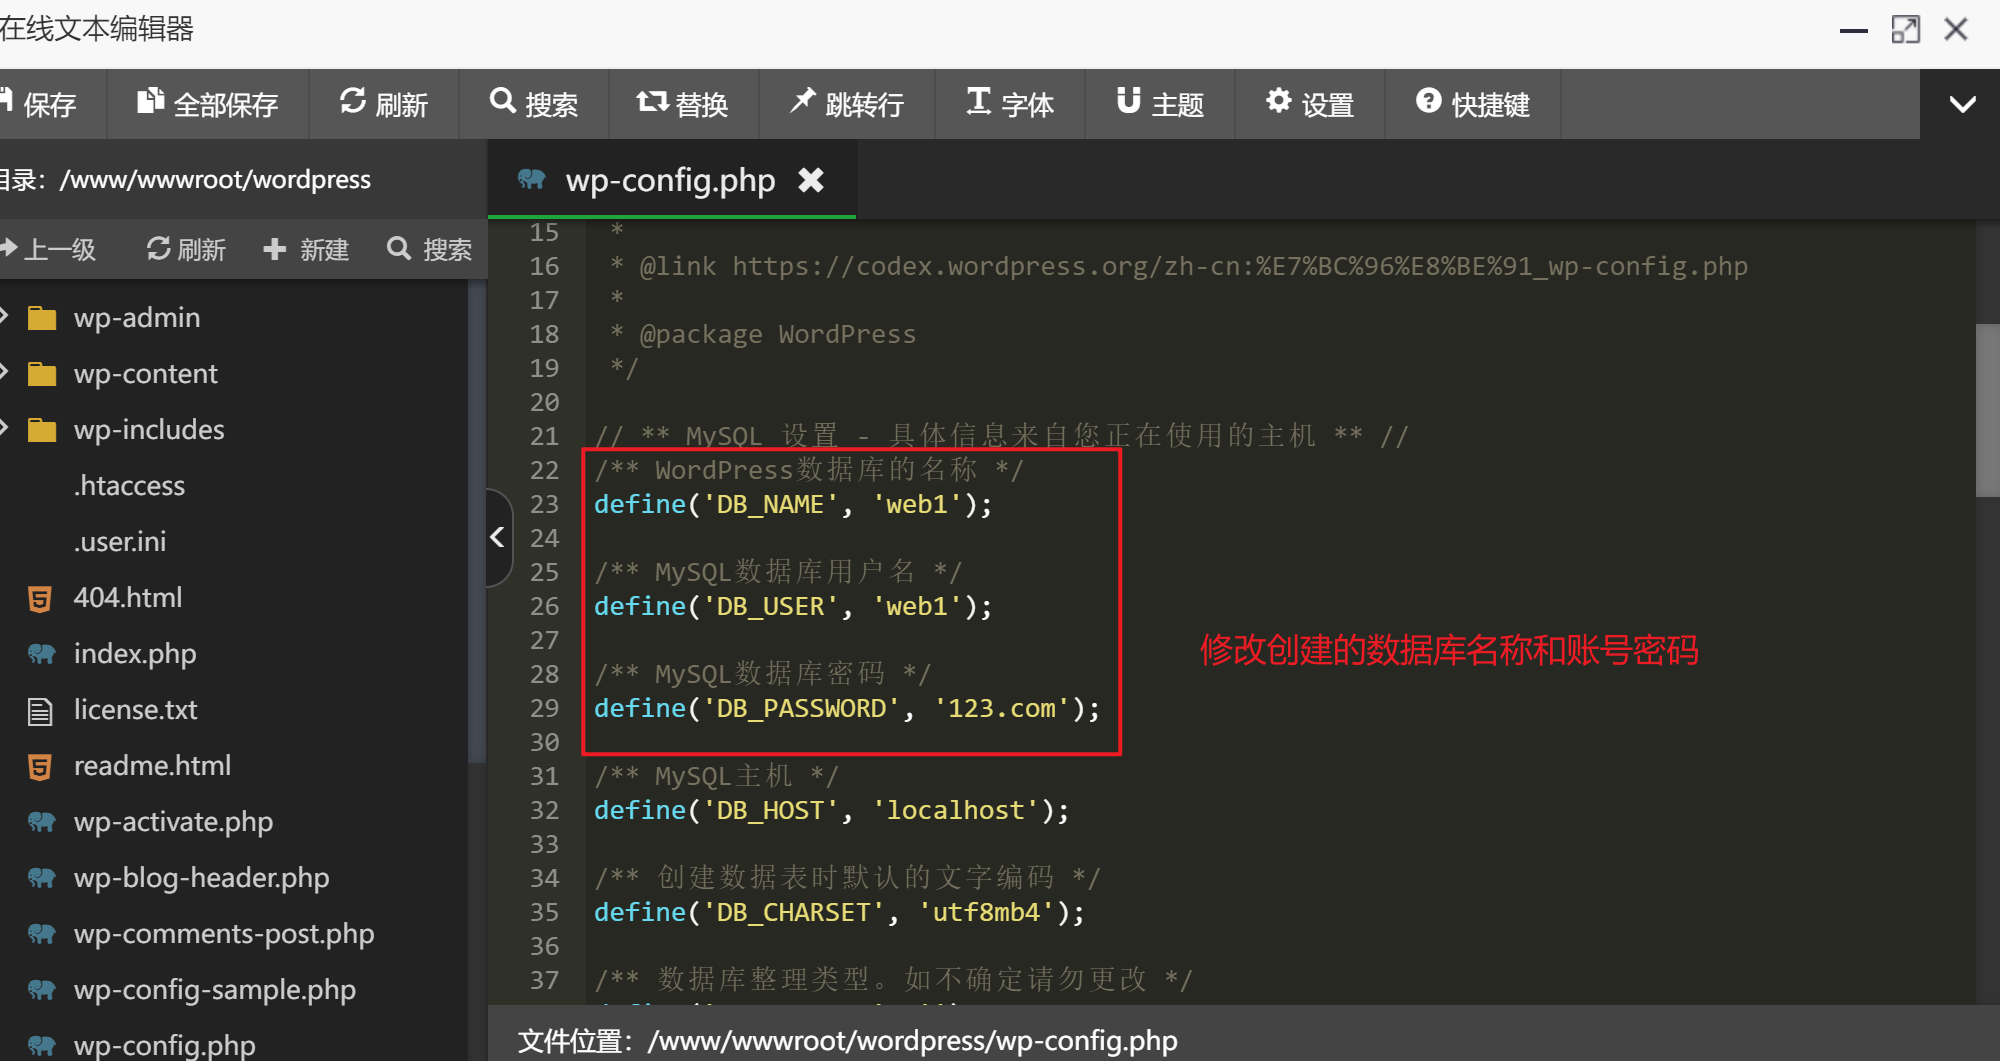 在线文本编辑器
保存 全部保存 刷新 搜索 替换 跳转行 字体 主题 设置 快捷键
目录：/www/wwwroot/wordpress
上一级 刷新 新建 搜索
wp-admin
wp-content
wp-includes
.htaccess
.user.ini
404.html
index.php
license.txt
readme.html
wp-activate.php
wp-blog-header.php
wp-comments-post.php
wp-config-sample.php
wp-config.php
wp-config.php
15 *
16 * @link https://codex.wordpress.org/zh-cn:%E7%BC%96%E8%BE%91_wp-config.php
17 *
18 * @package WordPress
19 */
20
21 // ** MySQL 设置 - 具体信息来自您正在使用的主机 ** //
22 /** WordPress数据库的名称 */
23 define('DB_NAME', 'web1');
24
25 /** MySQL数据库用户名 */
26 define('DB_USER', 'web1');
27
28 /** MySQL数据库密码 */
29 define('DB_PASSWORD', '123.com');
30
31 /** MySQL主机 */
32 define('DB_HOST', 'localhost');
33
34 /** 创建数据表时默认的文字编码 */
35 define('DB_CHARSET', 'utf8mb4');
36
37 /** 数据库整理类型。如不确定请勿更改 */
修改创建的数据库名称和账号密码
文件位置：/www/wwwroot/wordpress/wp-config.php